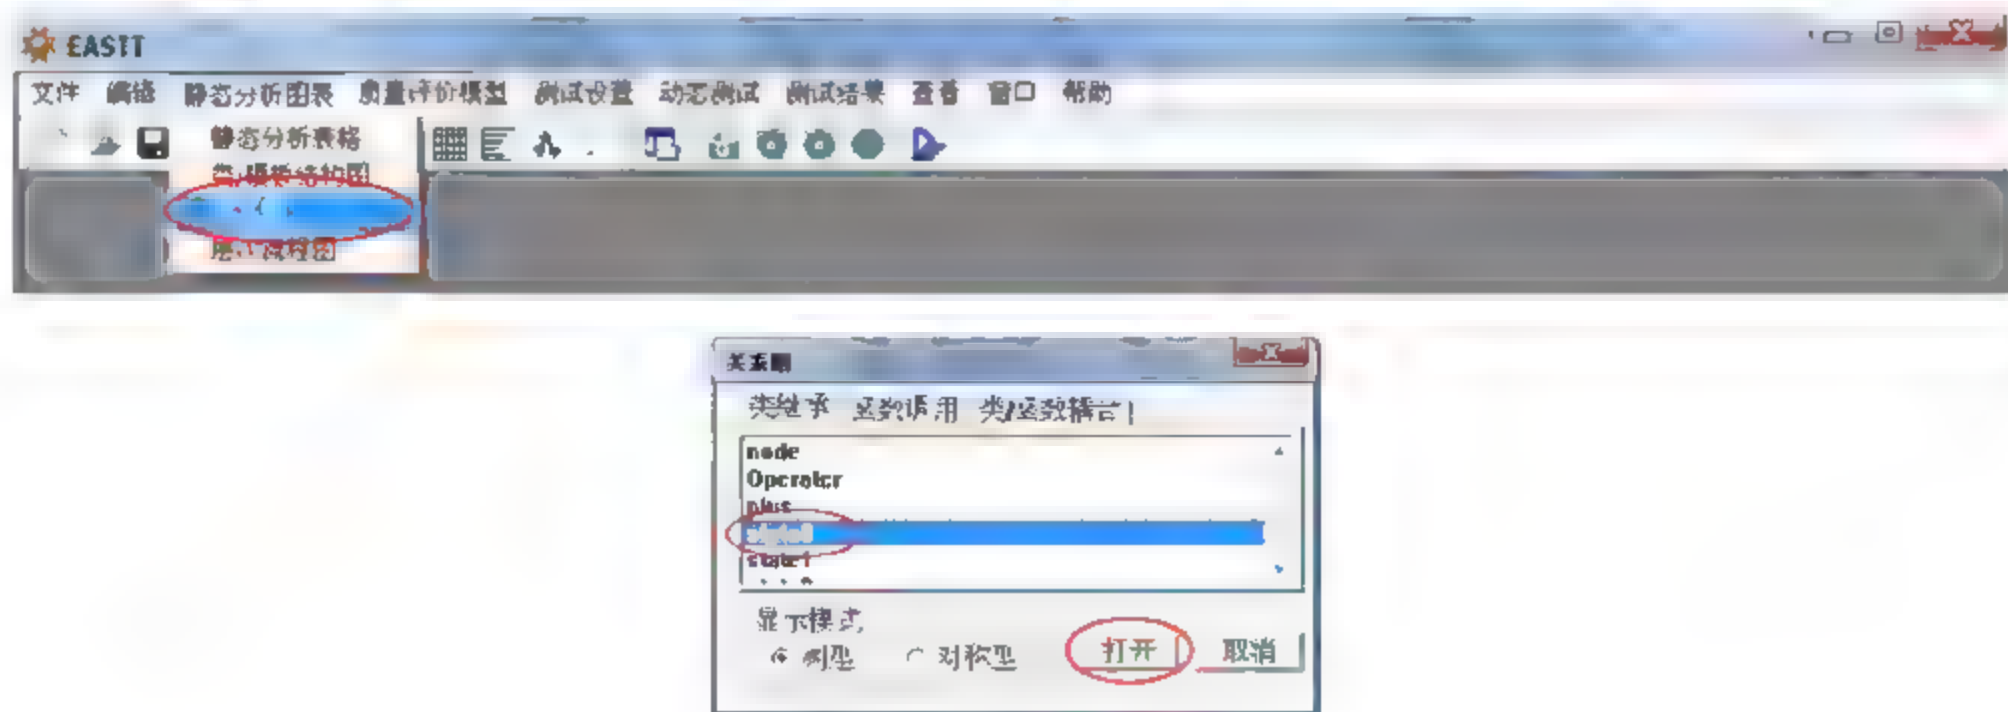 EASTT
文件 编辑 静态分析图表 质量评价模型 测试设置 动态测试 测试结果 查看 窗口 帮助
静态分析表格
关系图
类继承 函数调用 类/函数耦合
node
Operator
plus
state1
显示模式
树型 对称型 打开 取消